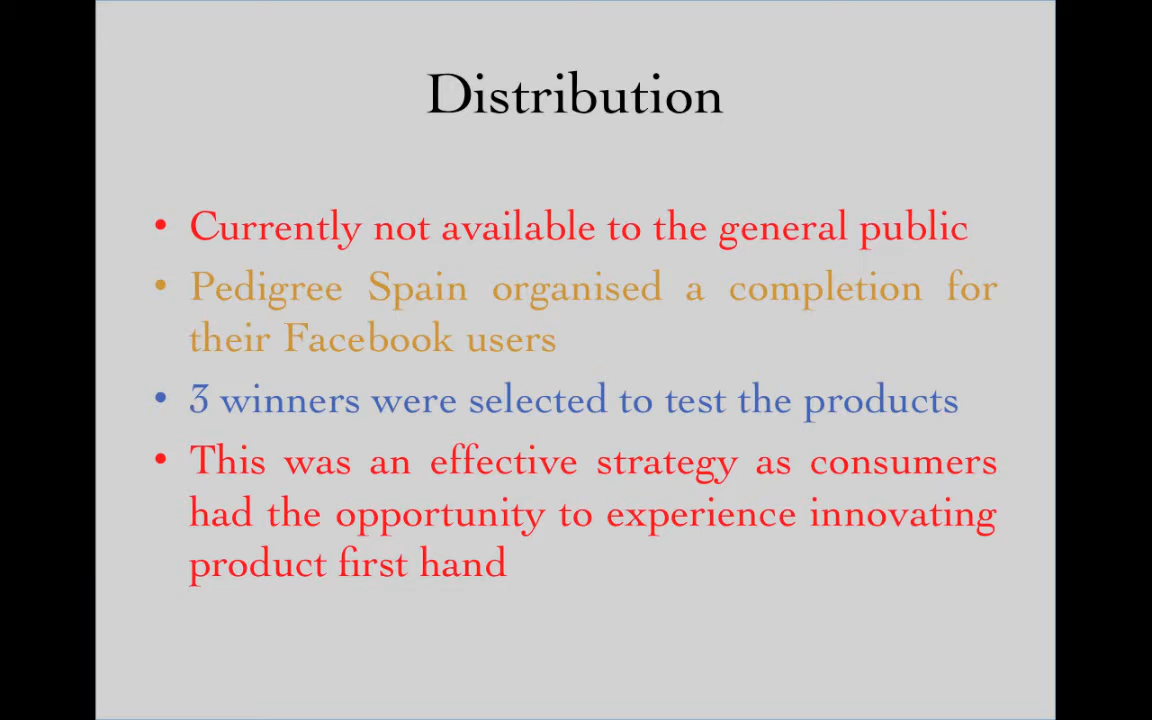 Distribution
• Currently not available to the general public
• Pedigree Spain organised a completion for
their Facebook users
• 3 winners were selected to test the products
• This was an effective strategy as consumers
had the opportunity to experience innovating
product first hand